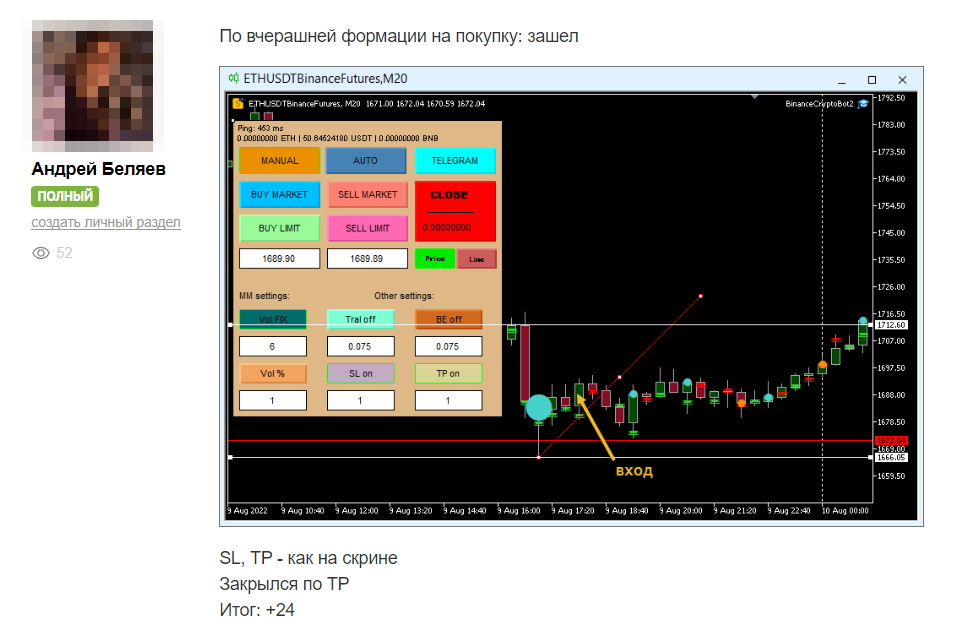 По вчерашней формации на покупку: зашел
Андрей Беляев
ПОЛНЫЙ
создать личный раздел
52
ETHUSDTBinanceFutures,M20
ETHUSDTBinanceFutures, M20 1671.00 1672.04 1670.59 1672.04
BinanceCryptoBot2
Ping: 463 ms
0.00000000 ETH | 50.64524180 USDT | 0.00000000 BNB
MANUAL AUTO TELEGRAM
BUY MARKET SELL MARKET CLOSE
BUY LIMIT SELL LIMIT 0.00000000
1689.90 1689.89 Price Line
MM settings: Other settings:
Vol FIX Tral off BE off
6 0.075 0.075
Vol % SL on TP on
1 1 1
ВХОД
1792.50
1783.00
1773.50
1764.00
1754.50
1745.00
1735.50
1726.00
1716.50
1712.60
1707.00
1697.50
1688.00
1678.50
1672.04
1669.00
1666.05
1659.50
9 Aug 2022 9 Aug 10:40 9 Aug 12:00 9 Aug 13:20 9 Aug 14:40 9 Aug 16:00 9 Aug 17:20 9 Aug 18:40 9 Aug 20:00 9 Aug 21:20 9 Aug 22:40 10 Aug 00:00
SL, TP - как на скрине
Закрылся по TP
Итог: +24